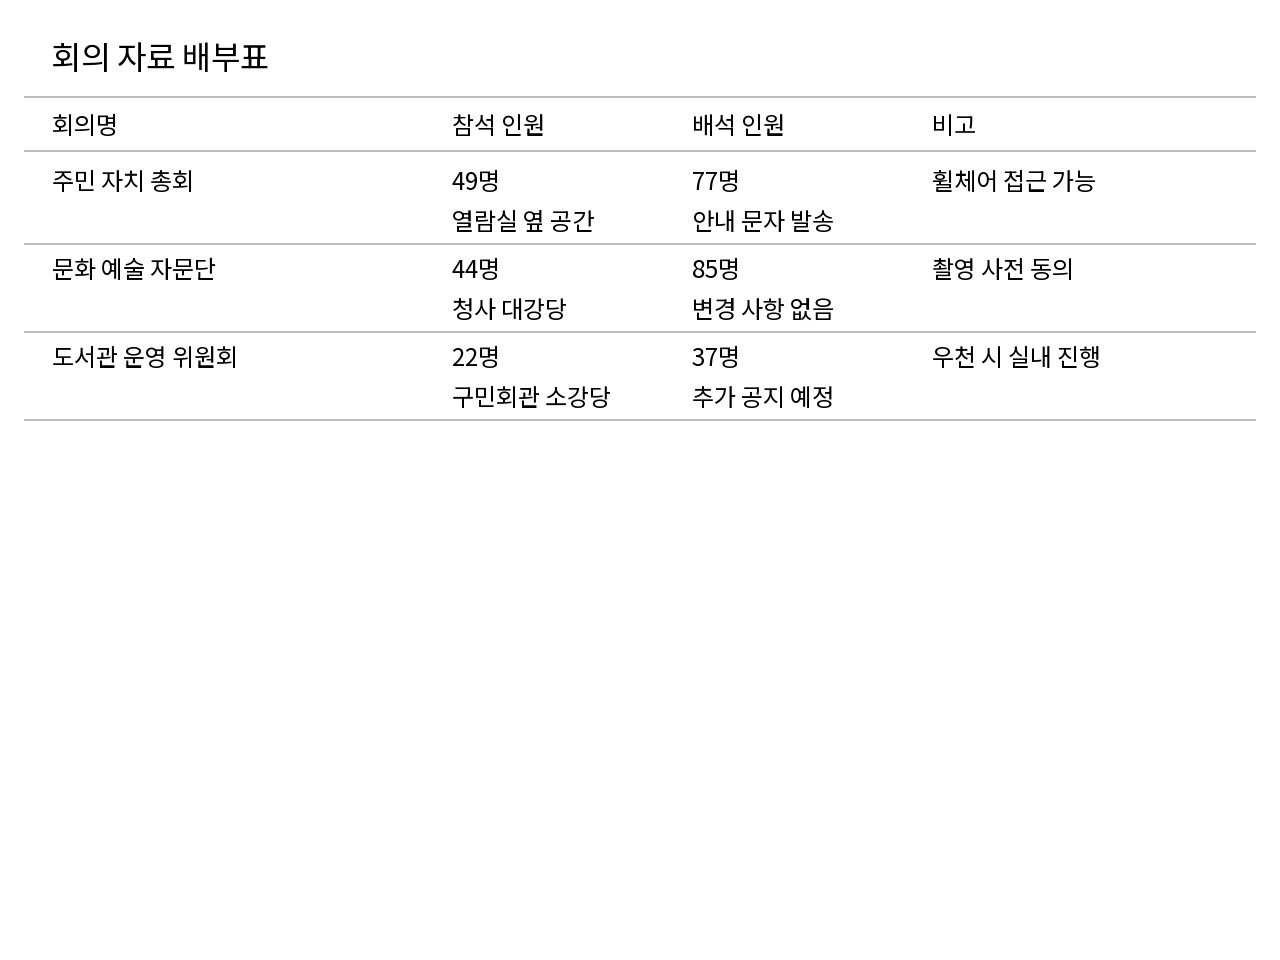 회의 자료 배부표
회의명 참석 인원 배석 인원 비고
주민 자치 총회 49명 77명 휠체어 접근 가능
열람실 옆 공간 안내 문자 발송
문화 예술 자문단 44명 85명 촬영 사전 동의
청사 대강당 변경 사항 없음
도서관 운영 위원회 22명 37명 우천 시 실내 진행
구민회관 소강당 추가 공지 예정